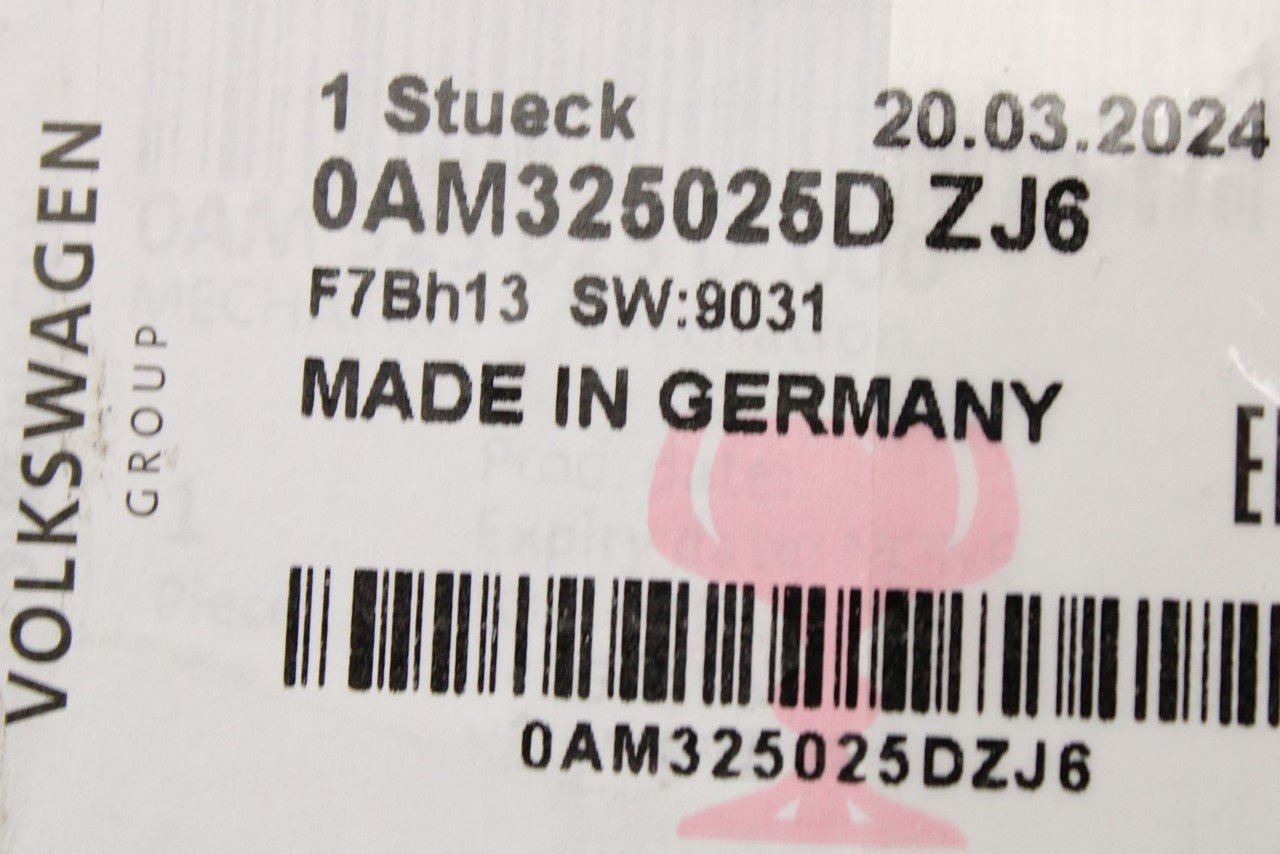 VOLKSWAGEN
GROUP
1 Stueck 20.03.2024
0AM325025D ZJ6
F7Bh13 SW:9031
MADE IN GERMANY
0AM325025DZJ6